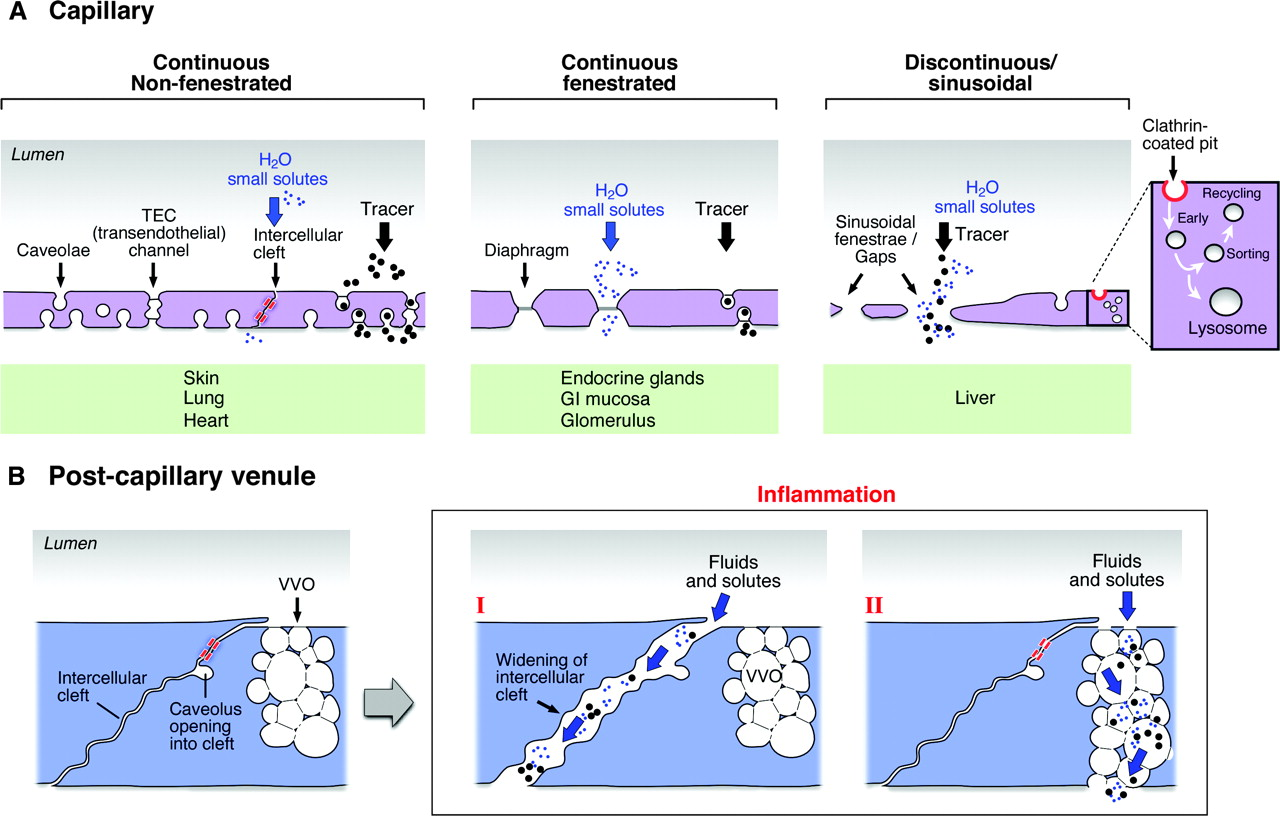 A Capillary
Continuous
Non-fenestrated
Continuous
fenestrated
Discontinuous/
sinusoidal
Lumen
H2O
small solutes
TEC
(transendothelial)
channel
Caveolae
Intercellular
cleft
Tracer
H2O
small solutes
Tracer
Diaphragm
H2O
small solutes
Tracer
Sinusoidal
fenestrae /
Gaps
Clathrin-
coated pit
Recycling
Early
Sorting
Lysosome
Skin
Lung
Heart
Endocrine glands
GI mucosa
Glomerulus
Liver
B Post-capillary venule
Inflammation
Lumen
VVO
Intercellular
cleft
Caveolus
opening
into cleft
I
Fluids
and solutes
Widening of
intercellular
cleft
VVO
II
Fluids
and solutes